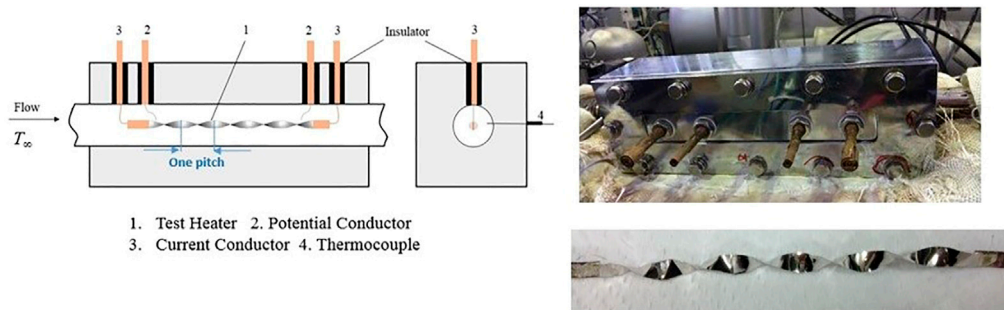 3 2 1 2 3 Insulator 3
Flow
T∞
4
One pitch
1. Test Heater 2. Potential Conductor
3. Current Conductor 4. Thermocouple